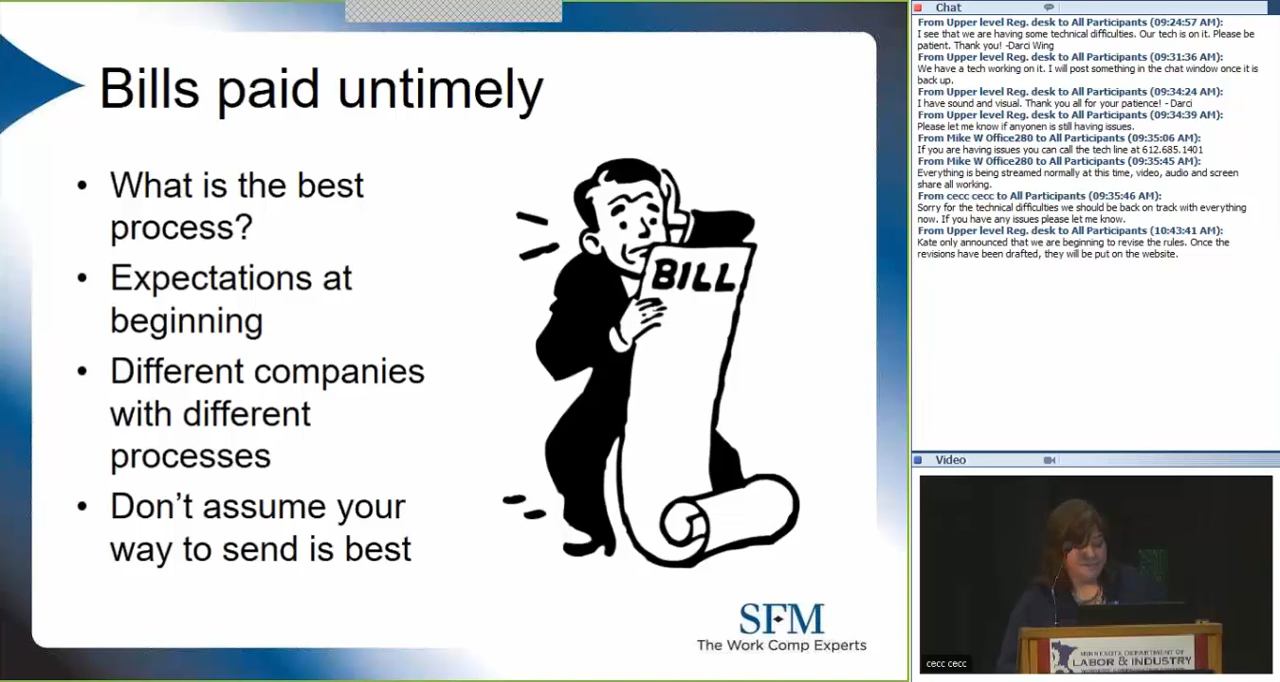 Bills paid untimely
• What is the best
process?
• Expectations at
beginning
• Different companies
with different
processes
• Don't assume your
way to send is best
BILL
SFM
The Work Comp Experts
Chat
From Upper level Reg. desk to All Participants (09:24:57 AM):
I see that we are having some technical difficulties. Our tech is on it. Please be
patient. Thank you! -Darci Wing
From Upper level Reg. desk to All Participants (09:31:36 AM):
We have a tech working on it. I will post something in the chat window once it is
back up.
From Upper level Reg. desk to All Participants (09:34:24 AM):
I have sound and visual. Thank you all for your patience! - Darci
From Upper level Reg. desk to All Participants (09:34:39 AM):
Please let me know if anyonen is still having issues.
From Mike W Office280 to All Participants (09:35:06 AM):
If you are having issues you can call the tech line at 612.685.1401
From Mike W Office280 to All Participants (09:35:45 AM):
Everything is being streamed normally at this time, video, audio and screen
share all working.
From cecc cecc to All Participants (09:35:46 AM):
Sorry for the technical difficulties we should be back on track with everything
now. If you have any issues please let me know.
From Upper level Reg. desk to All Participants (10:43:41 AM):
Kate only announced that we are beginning to revise the rules. Once the
revisions have been drafted, they will be put on the website.
Video
MINNESOTA DEPARTMENT OF
LABOR & INDUSTRY
cecc cecc